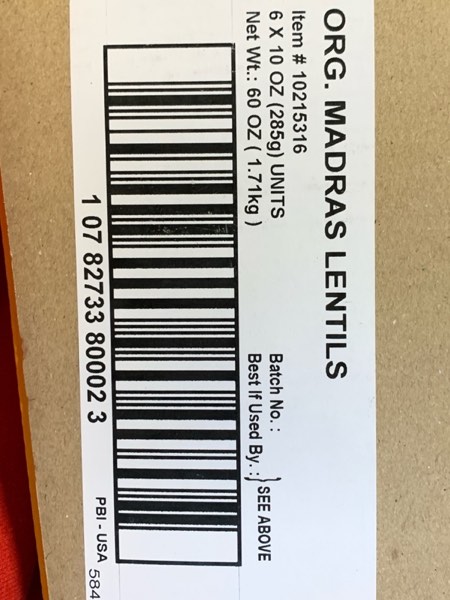 ORG. MADRAS LENTILS
Item # 10215316
6 X 10 OZ (285g) UNITS
Net Wt.: 60 OZ ( 1.71kg )
Batch No. :
Best If Used By. :
} SEE ABOVE
1 07 82733 80002 3
PBI - USA 584